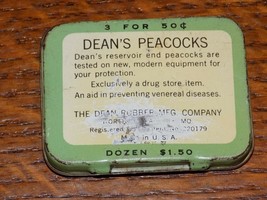 3 FOR 50¢
DEAN'S PEACOCKS
Dean's reservoir end peacocks are
tested on new, modern equipment for
your protection.
Exclusively a drug store item.
An aid in preventing venereal diseases.
THE DEAN RUBBER MFG. COMPANY
MO
Registered
Made in U.S.A.
DOZEN $1.50